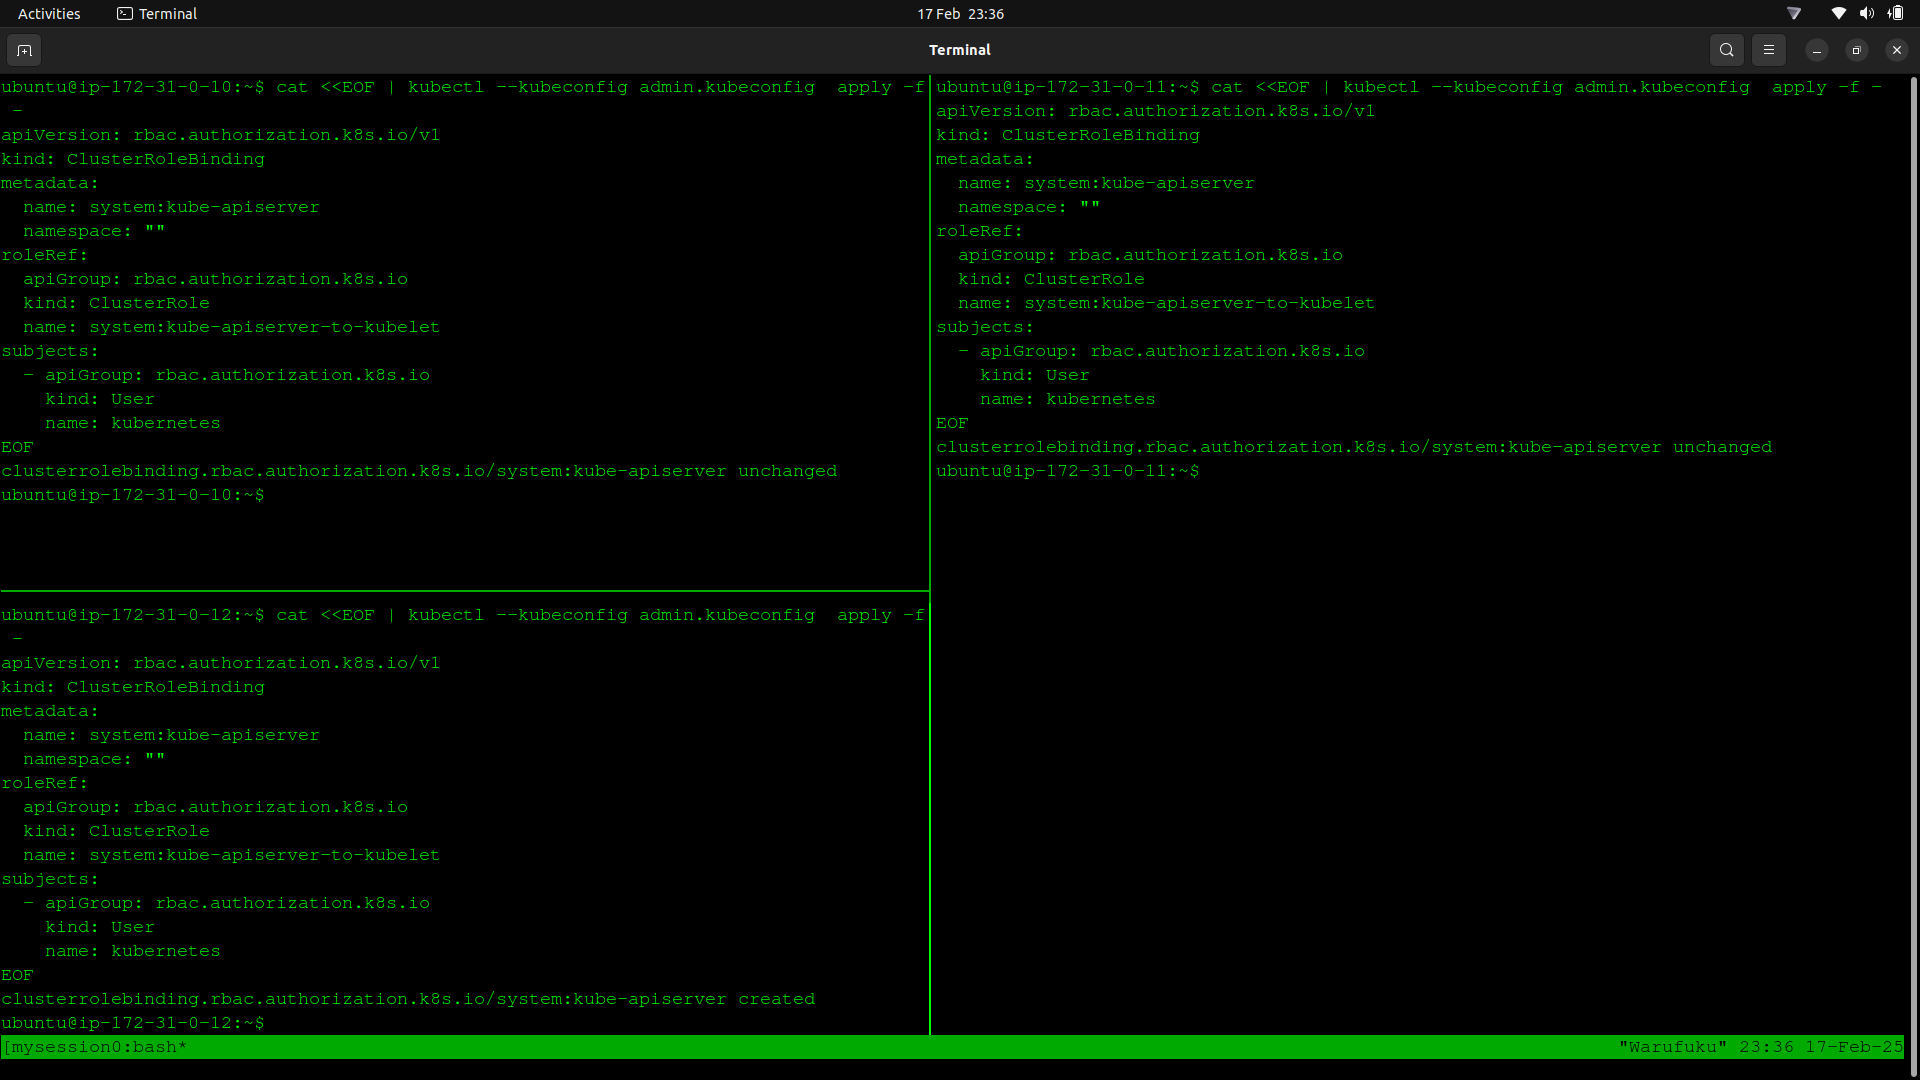 Activities
Terminal
17 Feb 23:36
Terminal
ubuntu@ip-172-31-0-10:~$ cat <<EOF | kubectl --kubeconfig admin.kubeconfig  apply -f
 -
apiVersion: rbac.authorization.k8s.io/v1
kind: ClusterRoleBinding
metadata:
  name: system:kube-apiserver
  namespace: ""
roleRef:
  apiGroup: rbac.authorization.k8s.io
  kind: ClusterRole
  name: system:kube-apiserver-to-kubelet
subjects:
  - apiGroup: rbac.authorization.k8s.io
    kind: User
    name: kubernetes
EOF
clusterrolebinding.rbac.authorization.k8s.io/system:kube-apiserver unchanged
ubuntu@ip-172-31-0-10:~$
ubuntu@ip-172-31-0-11:~$ cat <<EOF | kubectl --kubeconfig admin.kubeconfig  apply -f -
apiVersion: rbac.authorization.k8s.io/v1
kind: ClusterRoleBinding
metadata:
  name: system:kube-apiserver
  namespace: ""
roleRef:
  apiGroup: rbac.authorization.k8s.io
  kind: ClusterRole
  name: system:kube-apiserver-to-kubelet
subjects:
  - apiGroup: rbac.authorization.k8s.io
    kind: User
    name: kubernetes
EOF
clusterrolebinding.rbac.authorization.k8s.io/system:kube-apiserver unchanged
ubuntu@ip-172-31-0-11:~$
ubuntu@ip-172-31-0-12:~$ cat <<EOF | kubectl --kubeconfig admin.kubeconfig  apply -f
 -
apiVersion: rbac.authorization.k8s.io/v1
kind: ClusterRoleBinding
metadata:
  name: system:kube-apiserver
  namespace: ""
roleRef:
  apiGroup: rbac.authorization.k8s.io
  kind: ClusterRole
  name: system:kube-apiserver-to-kubelet
subjects:
  - apiGroup: rbac.authorization.k8s.io
    kind: User
    name: kubernetes
EOF
clusterrolebinding.rbac.authorization.k8s.io/system:kube-apiserver created
ubuntu@ip-172-31-0-12:~$
[mysession0:bash* "Warufuku" 23:36 17-Feb-25